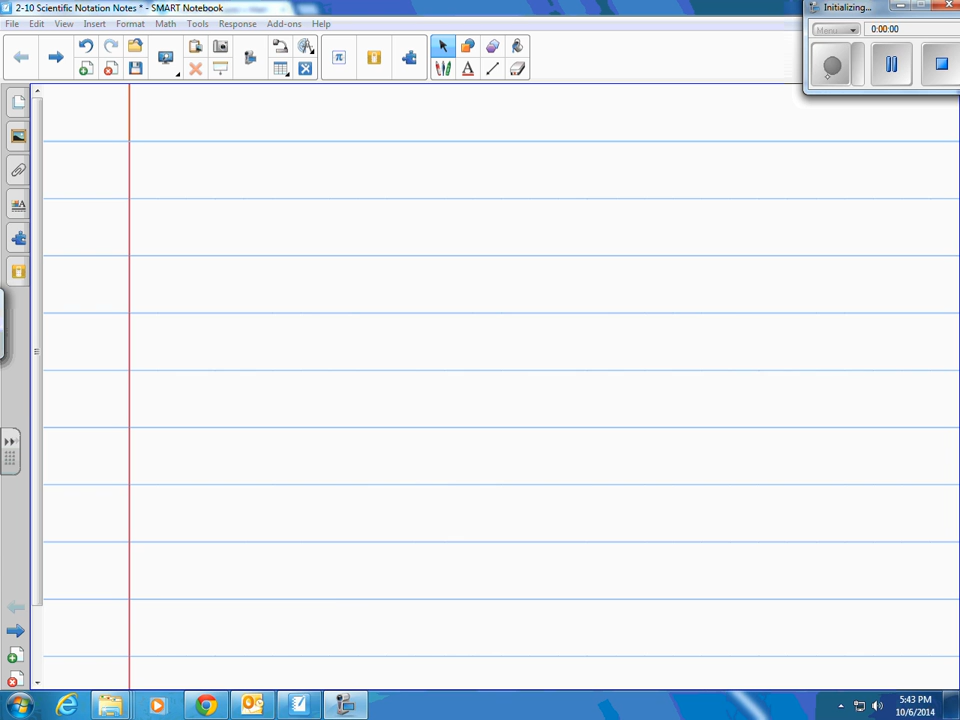 2-10 Scientific Notation Notes * - SMART Notebook
Initializing...
File Edit View Insert Format Math Tools Response Add-ons Help
Menu 0:00:00
5:43 PM
10/6/2014